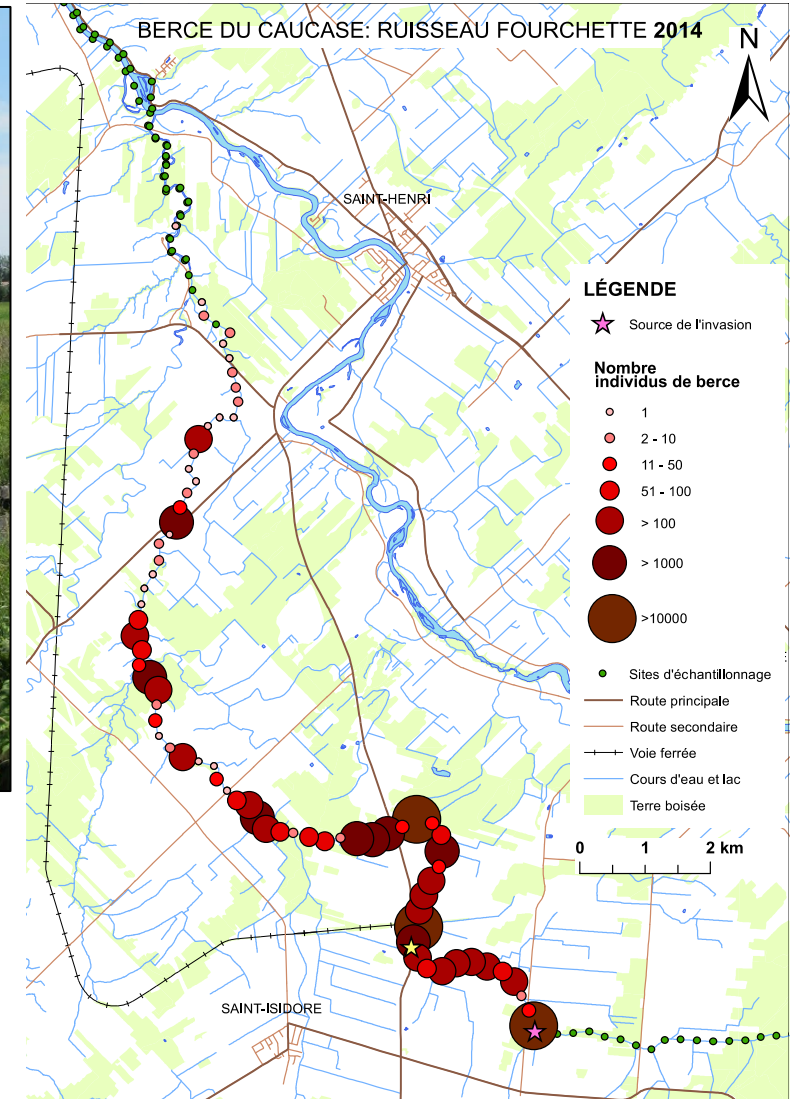 BERCE DU CAUCASE: RUISSEAU FOURCHETTE 2014
N
SAINT-HENRI
LÉGENDE
Source de l'invasion
Nombre
individus de berce
1
2 - 10
11 - 50
51 - 100
> 100
> 1000
>10000
Sites d'échantillonnage
Route principale
Route secondaire
Voie ferrée
Cours d'eau et lac
Terre boisée
0 1 2 km
SAINT-ISIDORE